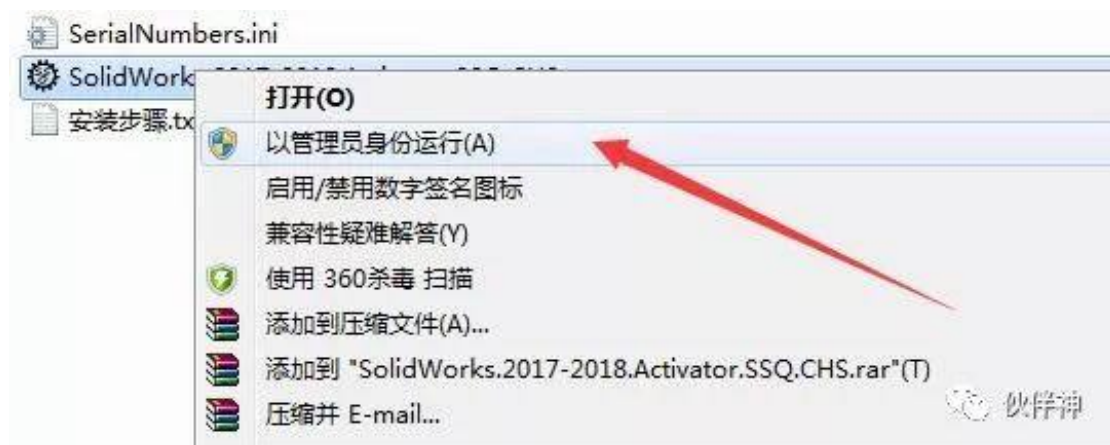 SerialNumbers.ini
SolidWork
安装步骤.tx
打开(O)
以管理员身份运行(A)
启用/禁用数字签名图标
兼容性疑难解答(Y)
使用 360杀毒 扫描
添加到压缩文件(A)...
添加到 "SolidWorks.2017-2018.Activator.SSQ.CHS.rar"(T)
压缩并 E-mail...
伙伴神